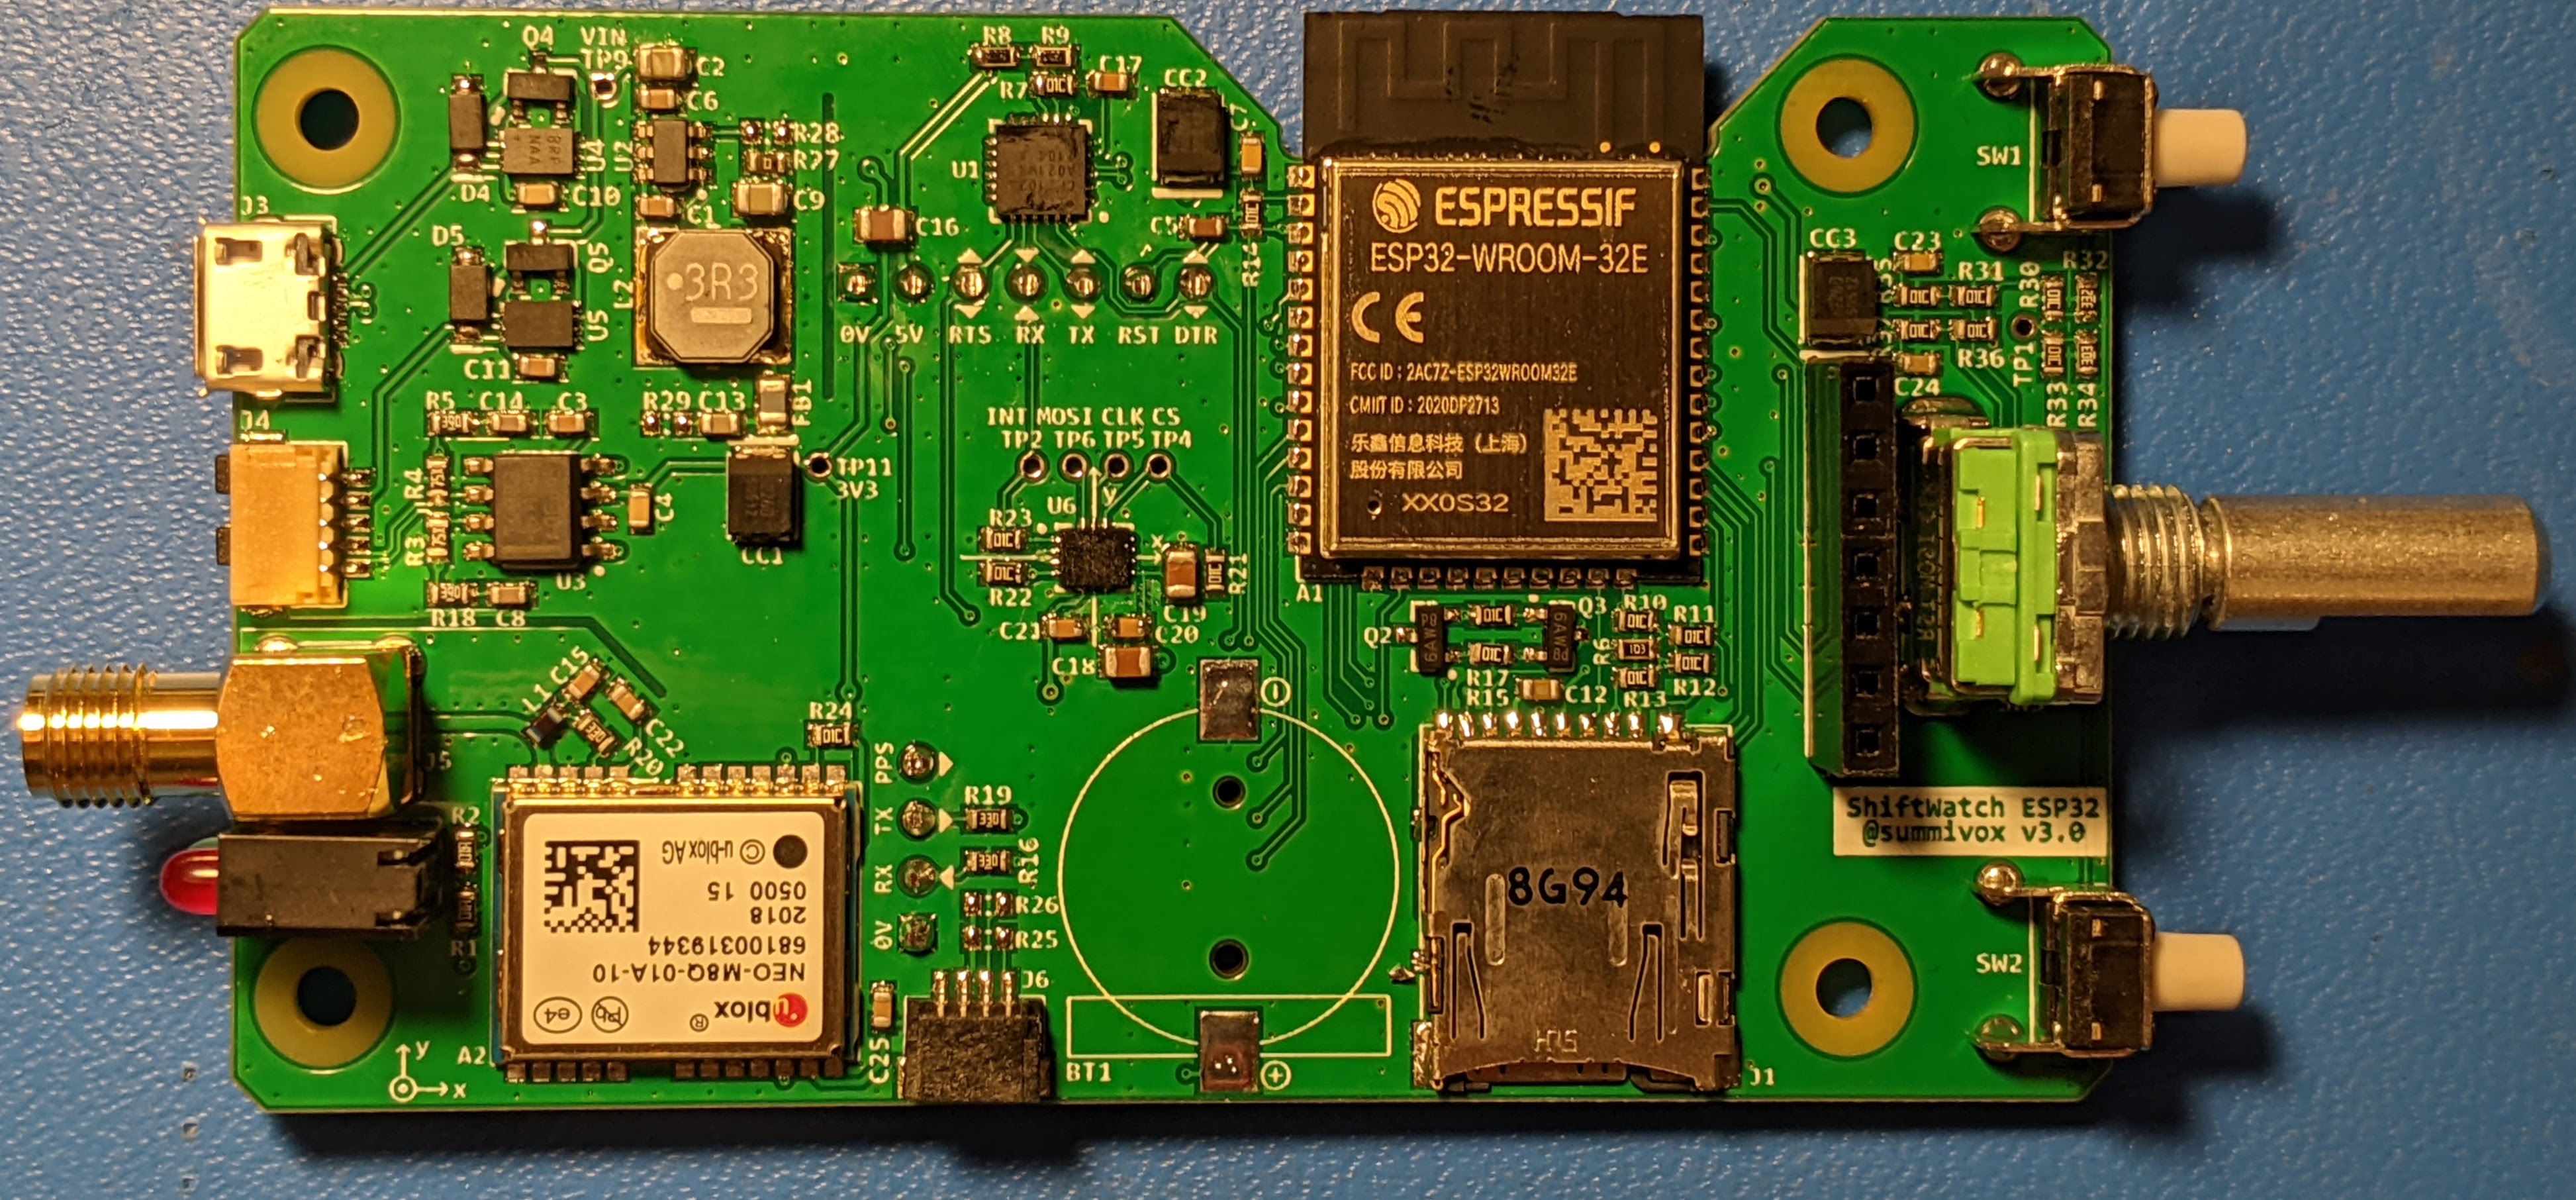 Q4
VIN
TP9
C2
C6
D4
U4
U2
C10
R28
R27
C9
C1
R8
R9
R7
C17
CC2
C7
U1
C16
C5
R14
J3
D5
Q5
U5
L2
3R3
C11
0V
5V
RTS
RX
TX
RST
DTR
ESPRESSIF
ESP32-WROOM-32E
CE
FCC ID : 2AC7Z-ESP32WROOM32E
CMIIT ID : 2020DP2713
乐鑫信息科技（上海）
股份有限公司
XX0S32
A1
SW1
CC3
C23
R31
R30
R32
R36
TP1
C24
R33
R34
J4
R5
C14
C3
R29
C13
FB1
R4
R3
C4
U3
R18
C8
CC1
TP11
3V3
INT MOSI CLK CS
TP2 TP6 TP5 TP4
U6
y
x
R23
R22
R21
C19
C20
C21
C18
Q2
Q3
R10
R11
R6
103
R17
R15
C12
R12
R13
L1
C15
C22
R20
R24
J5
R2
R1
PPS
TX
RX
0V
R19
R16
R26
R25
J6
C25
A2
y
x
u-blox AG
0500 15
2018
68100319344
NEO-M8Q-01A-10
ublox ®
Pb
e4
BT1
8G94
J1
ShiftWatch ESP32
@summivox v3.0
SW2